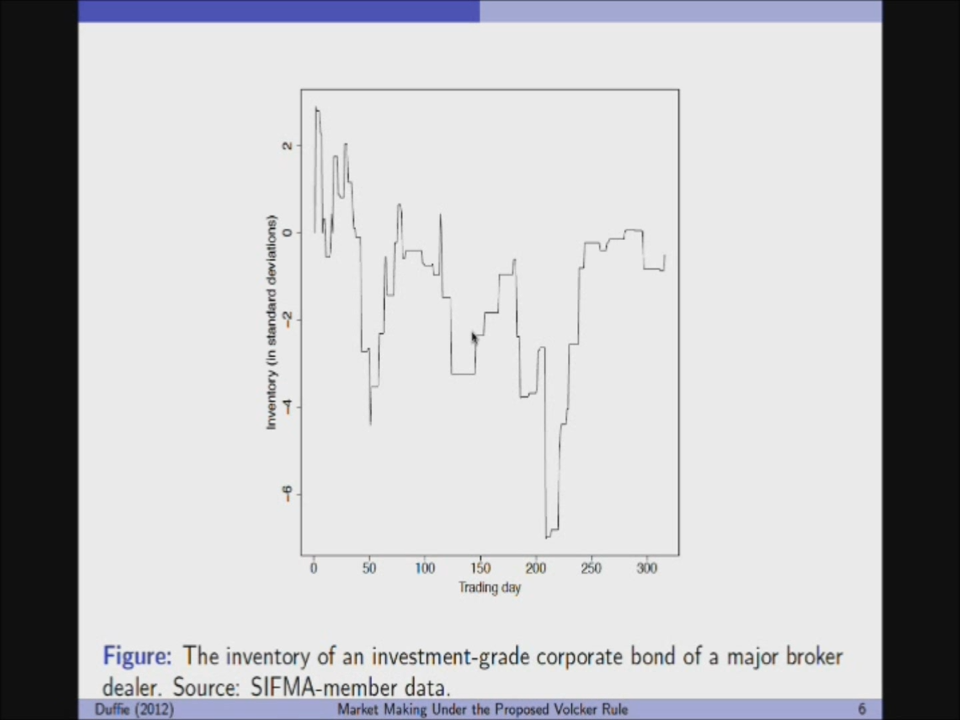 2
0
-2
-4
-6
Inventory (in standard deviations)
0 50 100 150 200 250 300
Trading day
Figure: The inventory of an investment-grade corporate bond of a major broker
dealer. Source: SIFMA-member data.
Duffie (2012) Market Making Under the Proposed Volcker Rule 6